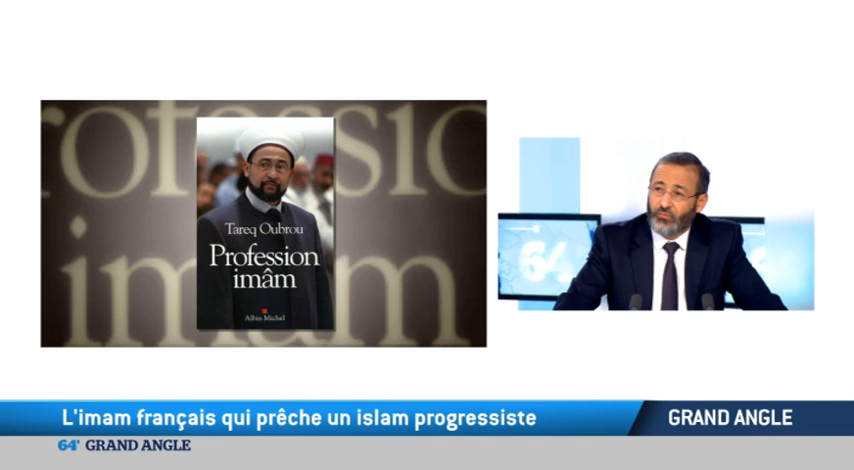 rofessio
imam
Tareq Oubrou
Profession
imâm
Albin Michel
64'
L'imam français qui prêche un islam progressiste
GRAND ANGLE
64' GRAND ANGLE